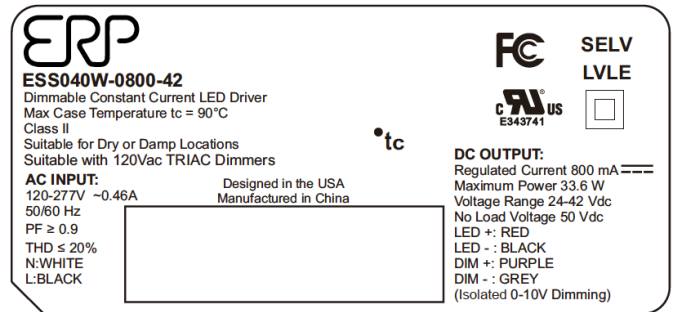 ERP
ESS040W-0800-42
Dimmable Constant Current LED Driver
Max Case Temperature tc = 90°C
Class II
Suitable for Dry or Damp Locations
Suitable with 120Vac TRIAC Dimmers
AC INPUT:
120-277V ~0.46A
50/60 Hz
PF ≥ 0.9
THD ≤ 20%
N:WHITE
L:BLACK
Designed in the USA
Manufactured in China
•tc
FC
SELV
LVLE
c RU US
®
E343741
DC OUTPUT:
Regulated Current 800 mA
Maximum Power 33.6 W
Voltage Range 24-42 Vdc
No Load Voltage 50 Vdc
LED +: RED
LED - : BLACK
DIM +: PURPLE
DIM - : GREY
(Isolated 0-10V Dimming)